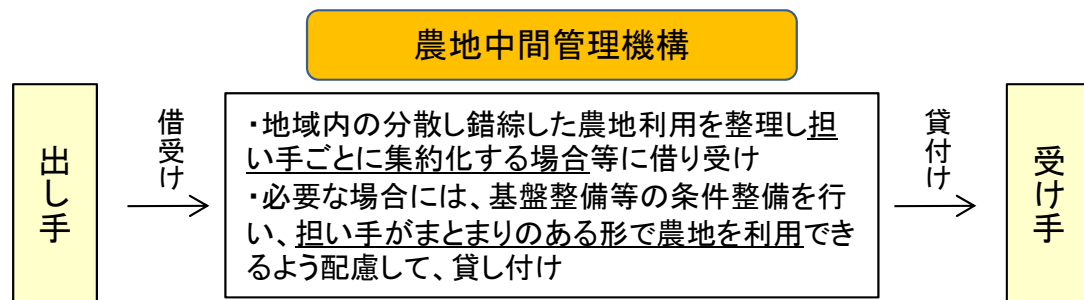 農地中間管理機構
出し手
借受け
・地域内の分散し錯綜した農地利用を整理し担
い手ごとに集約化する場合等に借り受け
・必要な場合には、基盤整備等の条件整備を行
い、担い手がまとまりのある形で農地を利用でき
るよう配慮して、貸し付け
貸付け
受け手